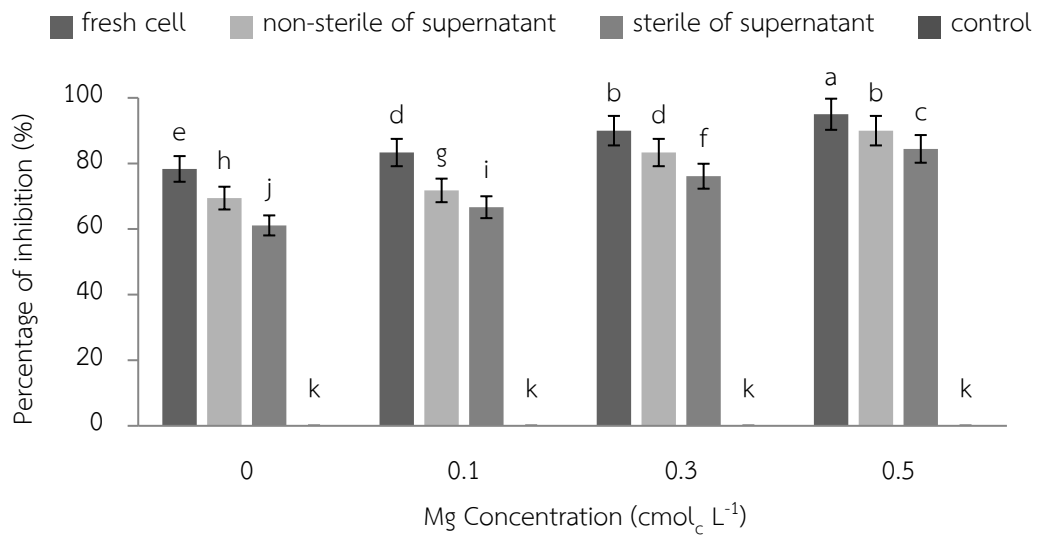 fresh cell non-sterile of supernatant sterile of supernatant control
Percentage of inhibition (%)
100
80
60
40
20
0
e h j k
d g i k
b d f k
a b c k
0 0.1 0.3 0.5
Mg Concentration (cmol_c L^-1)